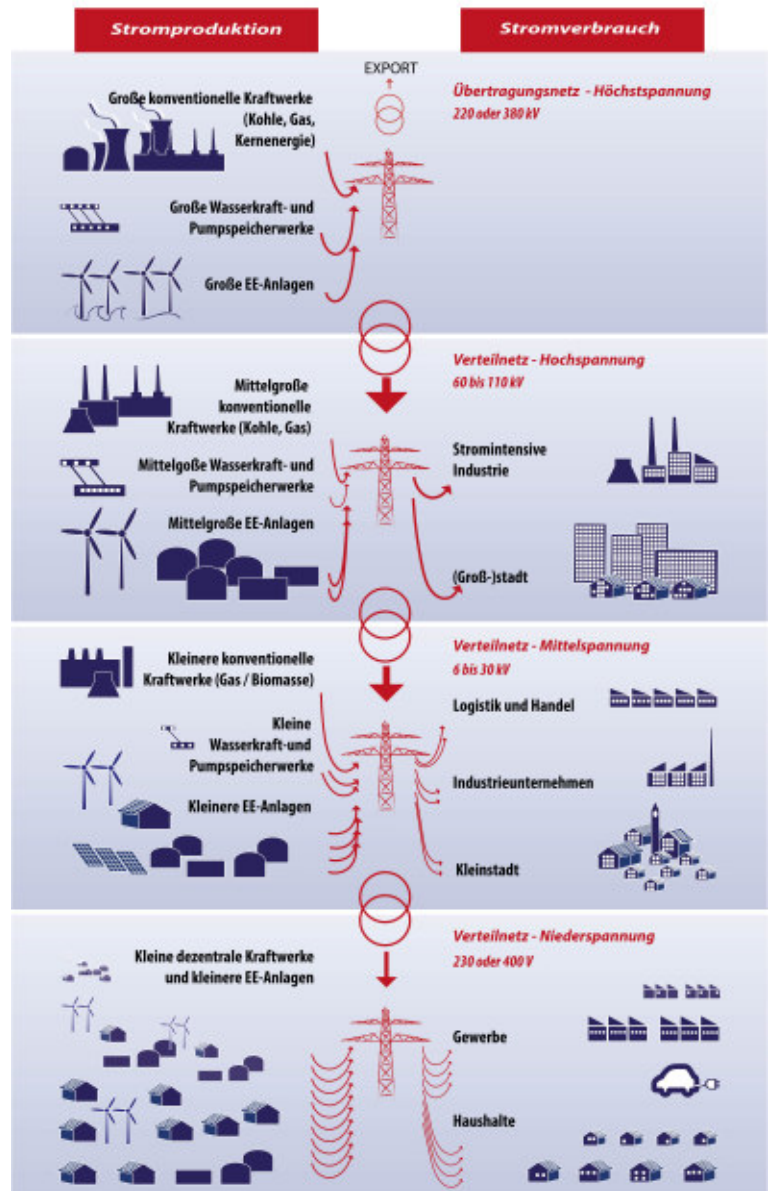 Stromproduktion
Stromverbrauch
EXPORT
Große konventionelle Kraftwerke
(Kohle, Gas,
Kernenergie)
Große Wasserkraft- und
Pumpspeicherwerke
Große EE-Anlagen
Übertragungsnetz - Höchstspannung
220 oder 380 kV
Mittelgroße
konventionelle
Kraftwerke (Kohle, Gas)
Mittelgoße Wasserkraft- und
Pumpspeicherwerke
Mittelgroße EE-Anlagen
Verteilnetz - Hochspannung
60 bis 110 kV
Stromintensive
Industrie
(Groß-)stadt
Kleinere konventionelle
Kraftwerke (Gas / Biomasse)
Kleine
Wasserkraft-und
Pumpspeicherwerke
Kleinere EE-Anlagen
Verteilnetz - Mittelspannung
6 bis 30 kV
Logistik und Handel
Industrieunternehmen
Kleinstadt
Kleine dezentrale Kraftwerke
und kleinere EE-Anlagen
Verteilnetz - Niederspannung
230 oder 400 V
Gewerbe
Haushalte